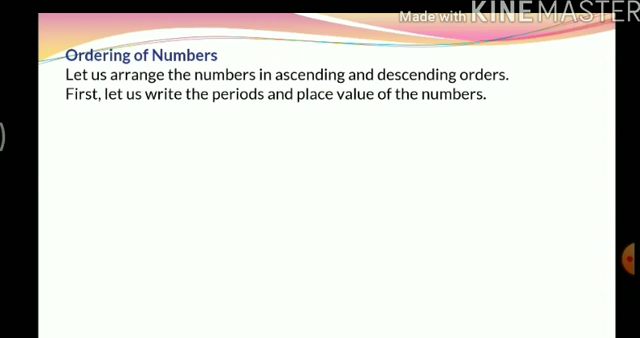 Made with KINEMASTER
Ordering of Numbers
Let us arrange the numbers in ascending and descending orders.
First, let us write the periods and place value of the numbers.